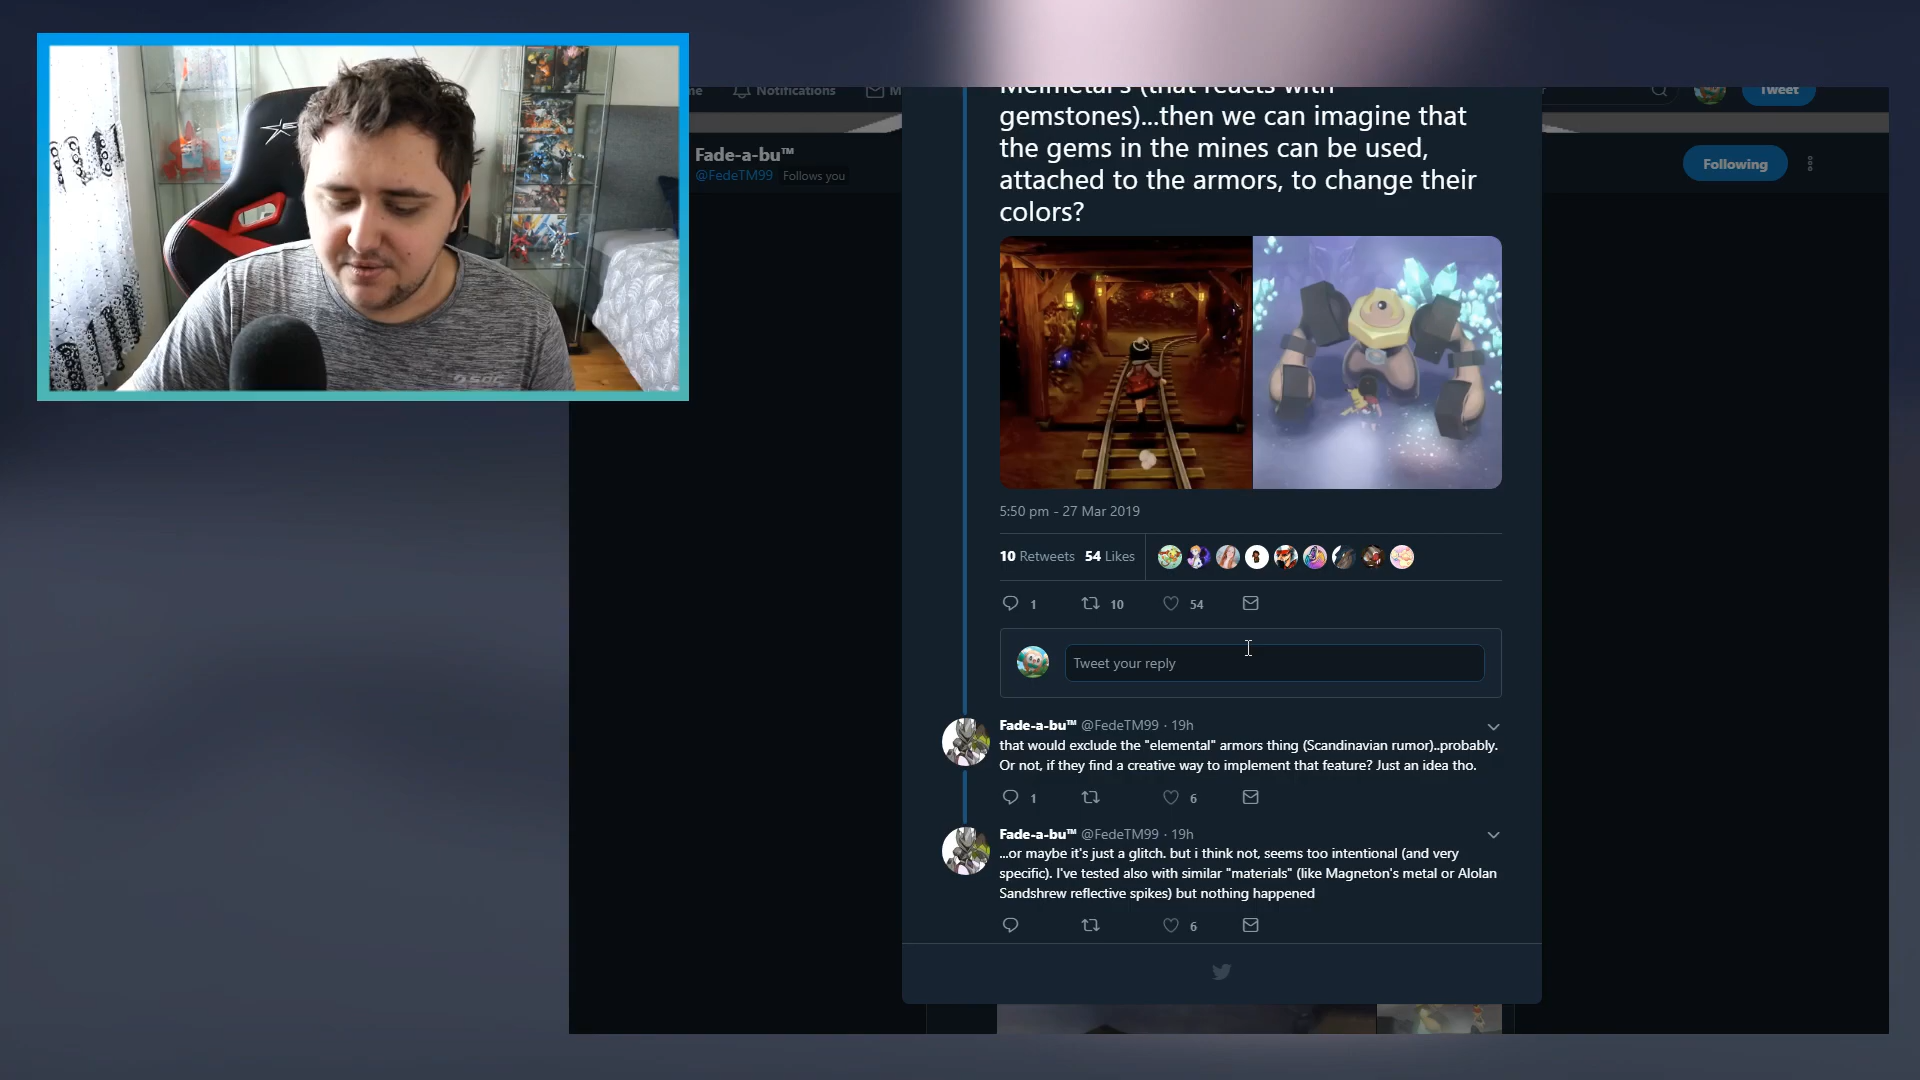 Notifications
Tweet
Fade-a-bu™
@FedeTM99 Follows you
Following
Melmetal's (that reacts with
gemstones)...then we can imagine that
the gems in the mines can be used,
attached to the armors, to change their
colors?
5:50 pm - 27 Mar 2019
10 Retweets 54 Likes
1 10 54
Tweet your reply
Fade-a-bu™ @FedeTM99 · 19h
that would exclude the "elemental" armors thing (Scandinavian rumor)..probably.
Or not, if they find a creative way to implement that feature? Just an idea tho.
1 6
Fade-a-bu™ @FedeTM99 · 19h
...or maybe it's just a glitch. but i think not, seems too intentional (and very
specific). I've tested also with similar "materials" (like Magneton's metal or Alolan
Sandshrew reflective spikes) but nothing happened
6